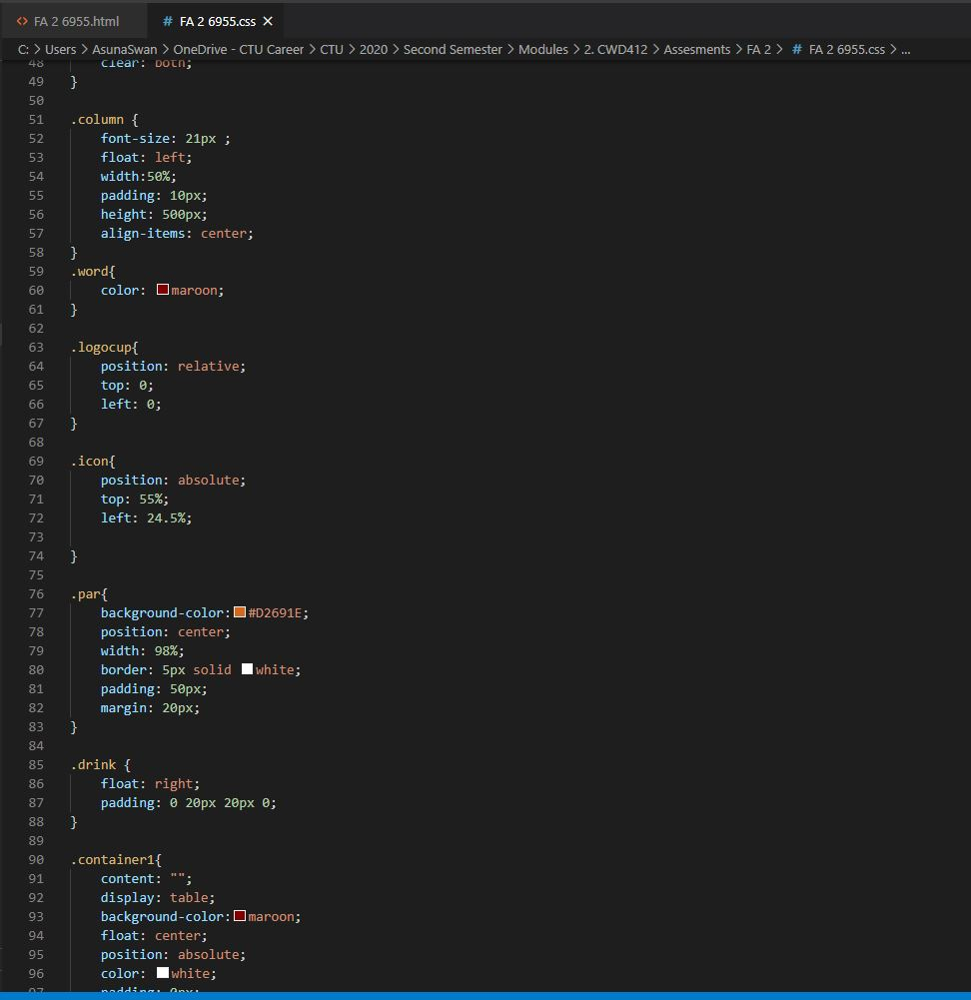 FA 2 6955.html # FA 2 6955.css
C: > Users > AsunaSwan > OneDrive - CTU Career > CTU > 2020 > Second Semester > Modules > 2. CWD412 > Assesments > FA 2 > # FA 2 6955.css > ...
48 clear: both;
49 }
50
51 .column {
52 font-size: 21px ;
53 float: left;
54 width:50%;
55 padding: 10px;
56 height: 500px;
57 align-items: center;
58 }
59 .word{
60 color: maroon;
61 }
62
63 .logocup{
64 position: relative;
65 top: 0;
66 left: 0;
67 }
68
69 .icon{
70 position: absolute;
71 top: 55%;
72 left: 24.5%;
73
74 }
75
76 .par{
77 background-color: #D2691E;
78 position: center;
79 width: 98%;
80 border: 5px solid white;
81 padding: 50px;
82 margin: 20px;
83 }
84
85 .drink {
86 float: right;
87 padding: 0 20px 20px 0;
88 }
89
90 .container1{
91 content: "";
92 display: table;
93 background-color: maroon;
94 float: center;
95 position: absolute;
96 color: white;
97 padding: 0px;